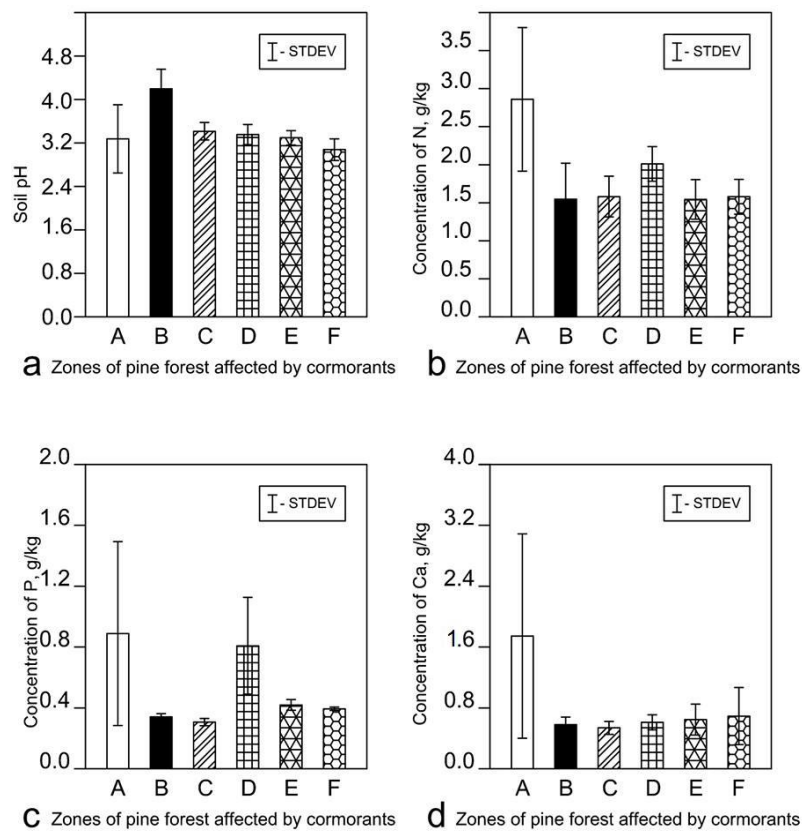 4.8
4.0
3.2
2.4
1.6
0.8
0.0
Soil pH
I - STDEV
A B C D E F
a Zones of pine forest affected by cormorants
3.5
3.0
2.5
2.0
1.5
1.0
0.5
0.0
Concentration of N, g/kg
I - STDEV
A B C D E F
b Zones of pine forest affected by cormorants
2.0
1.6
1.2
0.8
0.4
0.0
Concentration of P, g/kg
I - STDEV
A B C D E F
c Zones of pine forest affected by cormorants
4.0
3.2
2.4
1.6
0.8
0.0
Concentration of Ca, g/kg
I - STDEV
A B C D E F
d Zones of pine forest affected by cormorants